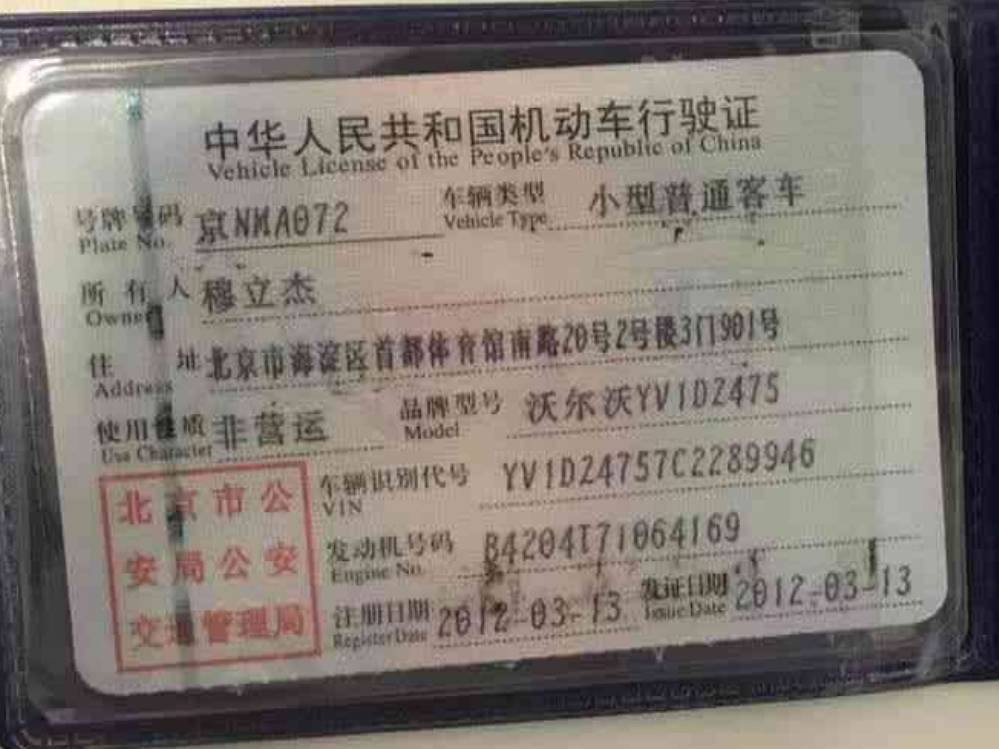 中华人民共和国机动车行驶证
Vehicle License of the People's Republic of China
号牌号码 京NMA072 车辆类型 小型普通客车
Plate No. Vehicle Type
所有人 穆立杰
Owner
住址 北京市海淀区首都体育馆南路20号2号楼3门901号
Address
使用性质 非营运 品牌型号 沃尔沃YV1DZ475
Use Character Model
车辆识别代号 YV1DZ4757C2289946
VIN
发动机号码 B4204T71064169
Engine No.
注册日期 2012-03-13 发证日期 2012-03-13
Register Date Issue Date
北京市公
安局公安
交通管理局